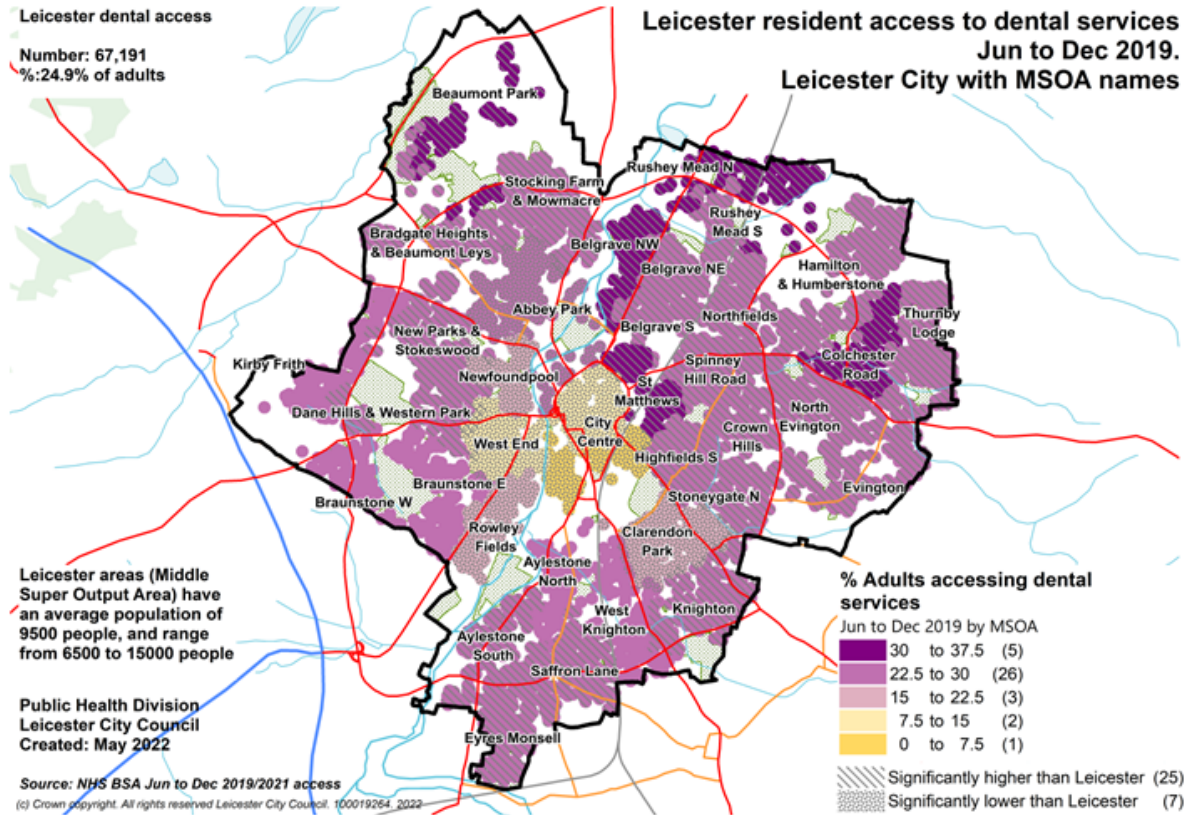 Leicester dental access
Number: 67,191
%:24.9% of adults
Leicester resident access to dental services
Jun to Dec 2019.
Leicester City with MSOA names
Beaumont Park
Rushey Mead N
Stocking Farm
& Mowmacre
Rushey
Mead S
Bradgate Heights
& Beaumont Leys
Belgrave NW
Belgrave NE
Hamilton
& Humberstone
Abbey Park
Belgrave S
Northfields
Thurnby
Lodge
New Parks &
Stokeswood
Kirby Frith
Newfoundpool
Spinney
Hill Road
Colchester
Road
St
Matthews
Dane Hills & Western Park
North
Evington
West End
City
Centre
Crown
Hills
Highfields S
Braunstone E
Braunstone W
Stoneygate N
Evington
Rowley
Fields
Clarendon
Park
Aylestone
North
West
Knighton
Knighton
Aylestone
South
Saffron Lane
Eyres Monsell
Leicester areas (Middle
Super Output Area) have
an average population of
9500 people, and range
from 6500 to 15000 people
Public Health Division
Leicester City Council
Created: May 2022
Source: NHS BSA Jun to Dec 2019/2021 access
(c) Crown copyright. All rights reserved Leicester City Council. 100019264. 2022
% Adults accessing dental
services
Jun to Dec 2019 by MSOA
30 to 37.5 (5)
22.5 to 30 (26)
15 to 22.5 (3)
7.5 to 15 (2)
0 to 7.5 (1)
Significantly higher than Leicester (25)
Significantly lower than Leicester (7)